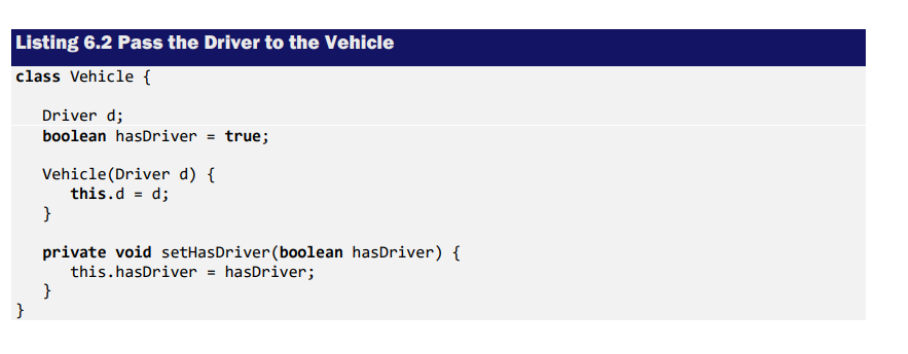 Listing 6.2 Pass the Driver to the Vehicle
class Vehicle {
Driver d;
boolean hasDriver = true;
Vehicle(Driver d) {
this.d = d;
}
private void setHasDriver(boolean hasDriver) {
this.hasDriver = hasDriver;
}
}